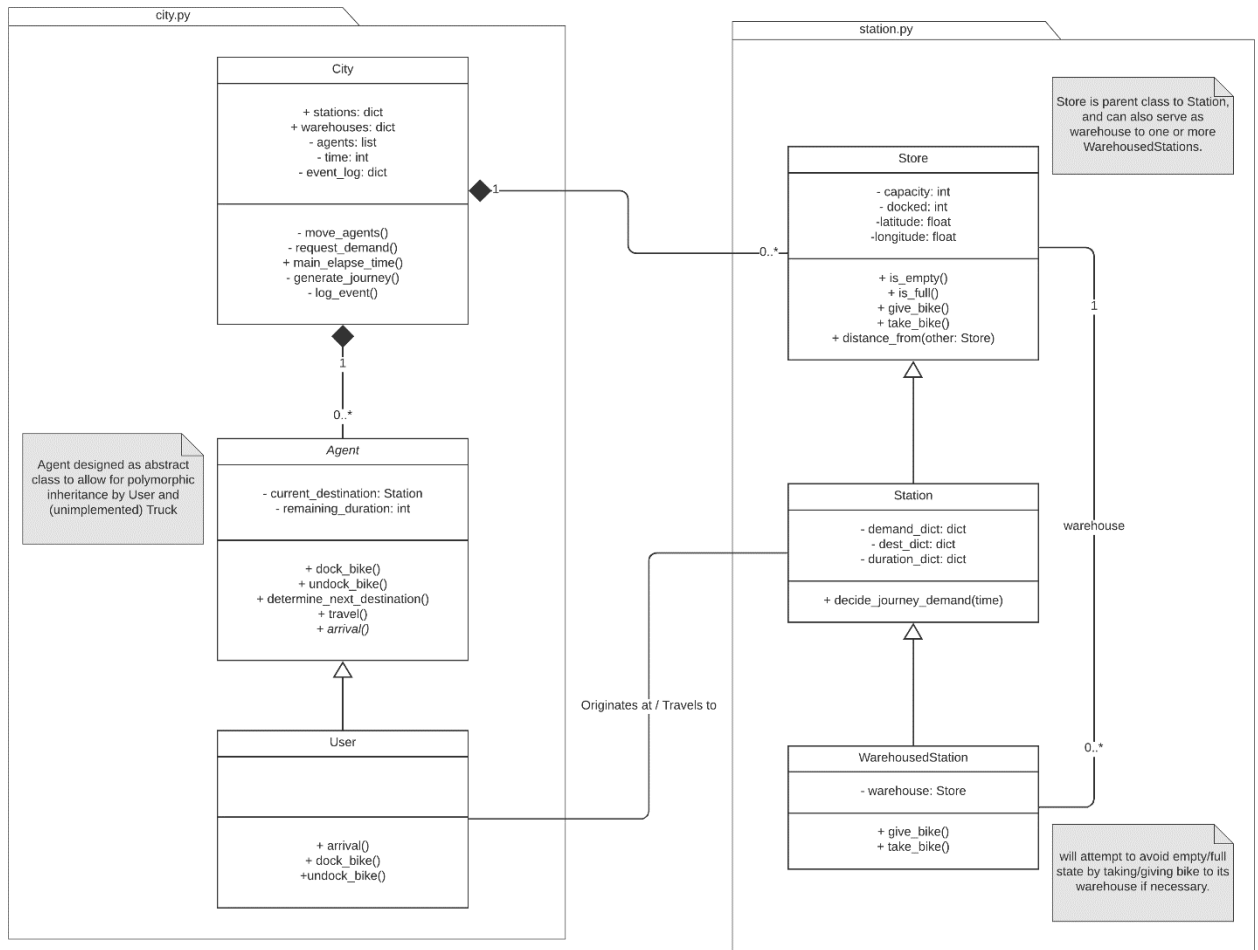 city.py
City
+ stations: dict
+ warehouses: dict
- agents: list
- time: int
- event_log: dict
- move_agents()
- request_demand()
+ main_elapse_time()
- generate_journey()
- log_event()
1
0..*
1
0..*
Agent designed as abstract
class to allow for polymorphic
inheritance by User and
(unimplemented) Truck
Agent
- current_destination: Station
- remaining_duration: int
+ dock_bike()
+ undock_bike()
+ determine_next_destination()
+ travel()
+ arrival()
User
+ arrival()
+ dock_bike()
+undock_bike()
Originates at / Travels to
station.py
Store is parent class to Station,
and can also serve as
warehouse to one or more
WarehousedStations.
Store
- capacity: int
- docked: int
-latitude: float
-longitude: float
+ is_empty()
+ is_full()
+ give_bike()
+ take_bike()
+ distance_from(other: Store)
1
warehouse
0..*
Station
- demand_dict: dict
- dest_dict: dict
- duration_dict: dict
+ decide_journey_demand(time)
WarehousedStation
- warehouse: Store
+ give_bike()
+ take_bike()
will attempt to avoid empty/full
state by taking/giving bike to its
warehouse if necessary.